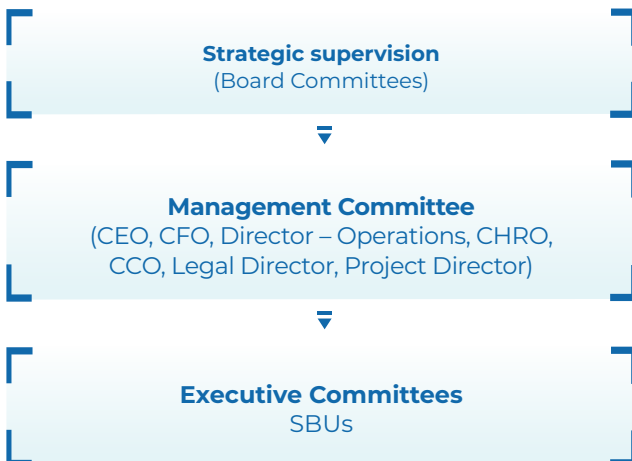 Strategic supervision
(Board Committees)
Management Committee
(CEO, CFO, Director – Operations, CHRO,
CCO, Legal Director, Project Director)
Executive Committees
SBUs